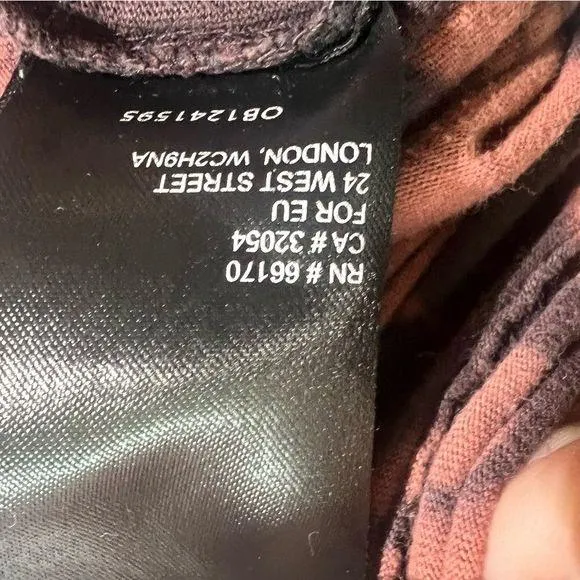 RN # 66170
CA # 32054
FOR EU
24 WEST STREET
LONDON, WC2H9NA
OB1241595